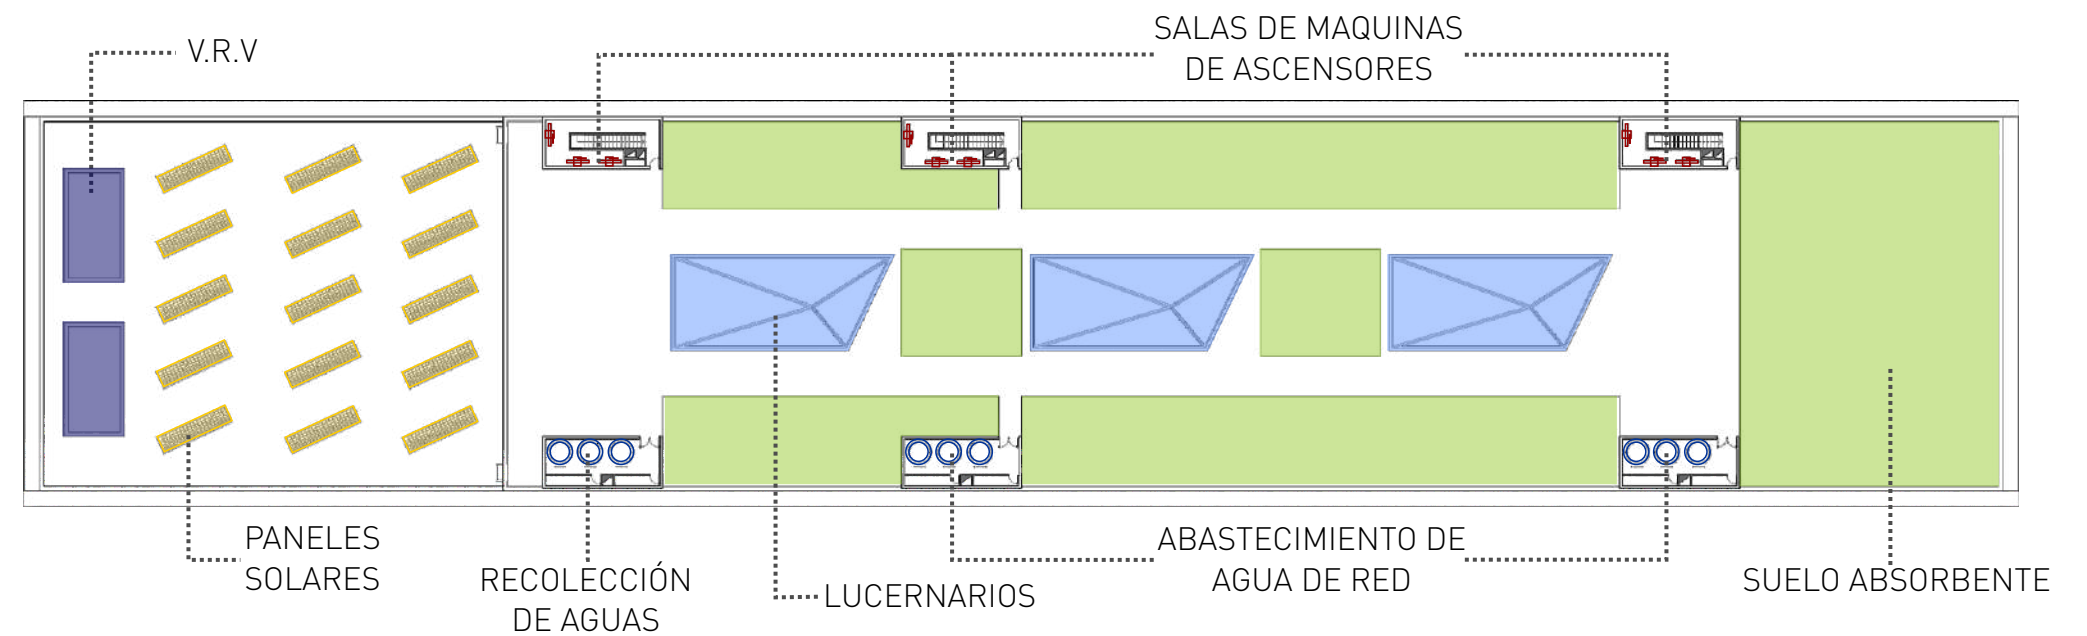 SALAS DE MAQUINAS
DE ASCENSORES
V.R.V
PANELES
SOLARES
RECOLECCIÓN
DE AGUAS
LUCERNARIOS
ABASTECIMIENTO DE
AGUA DE RED
SUELO ABSORBENTE